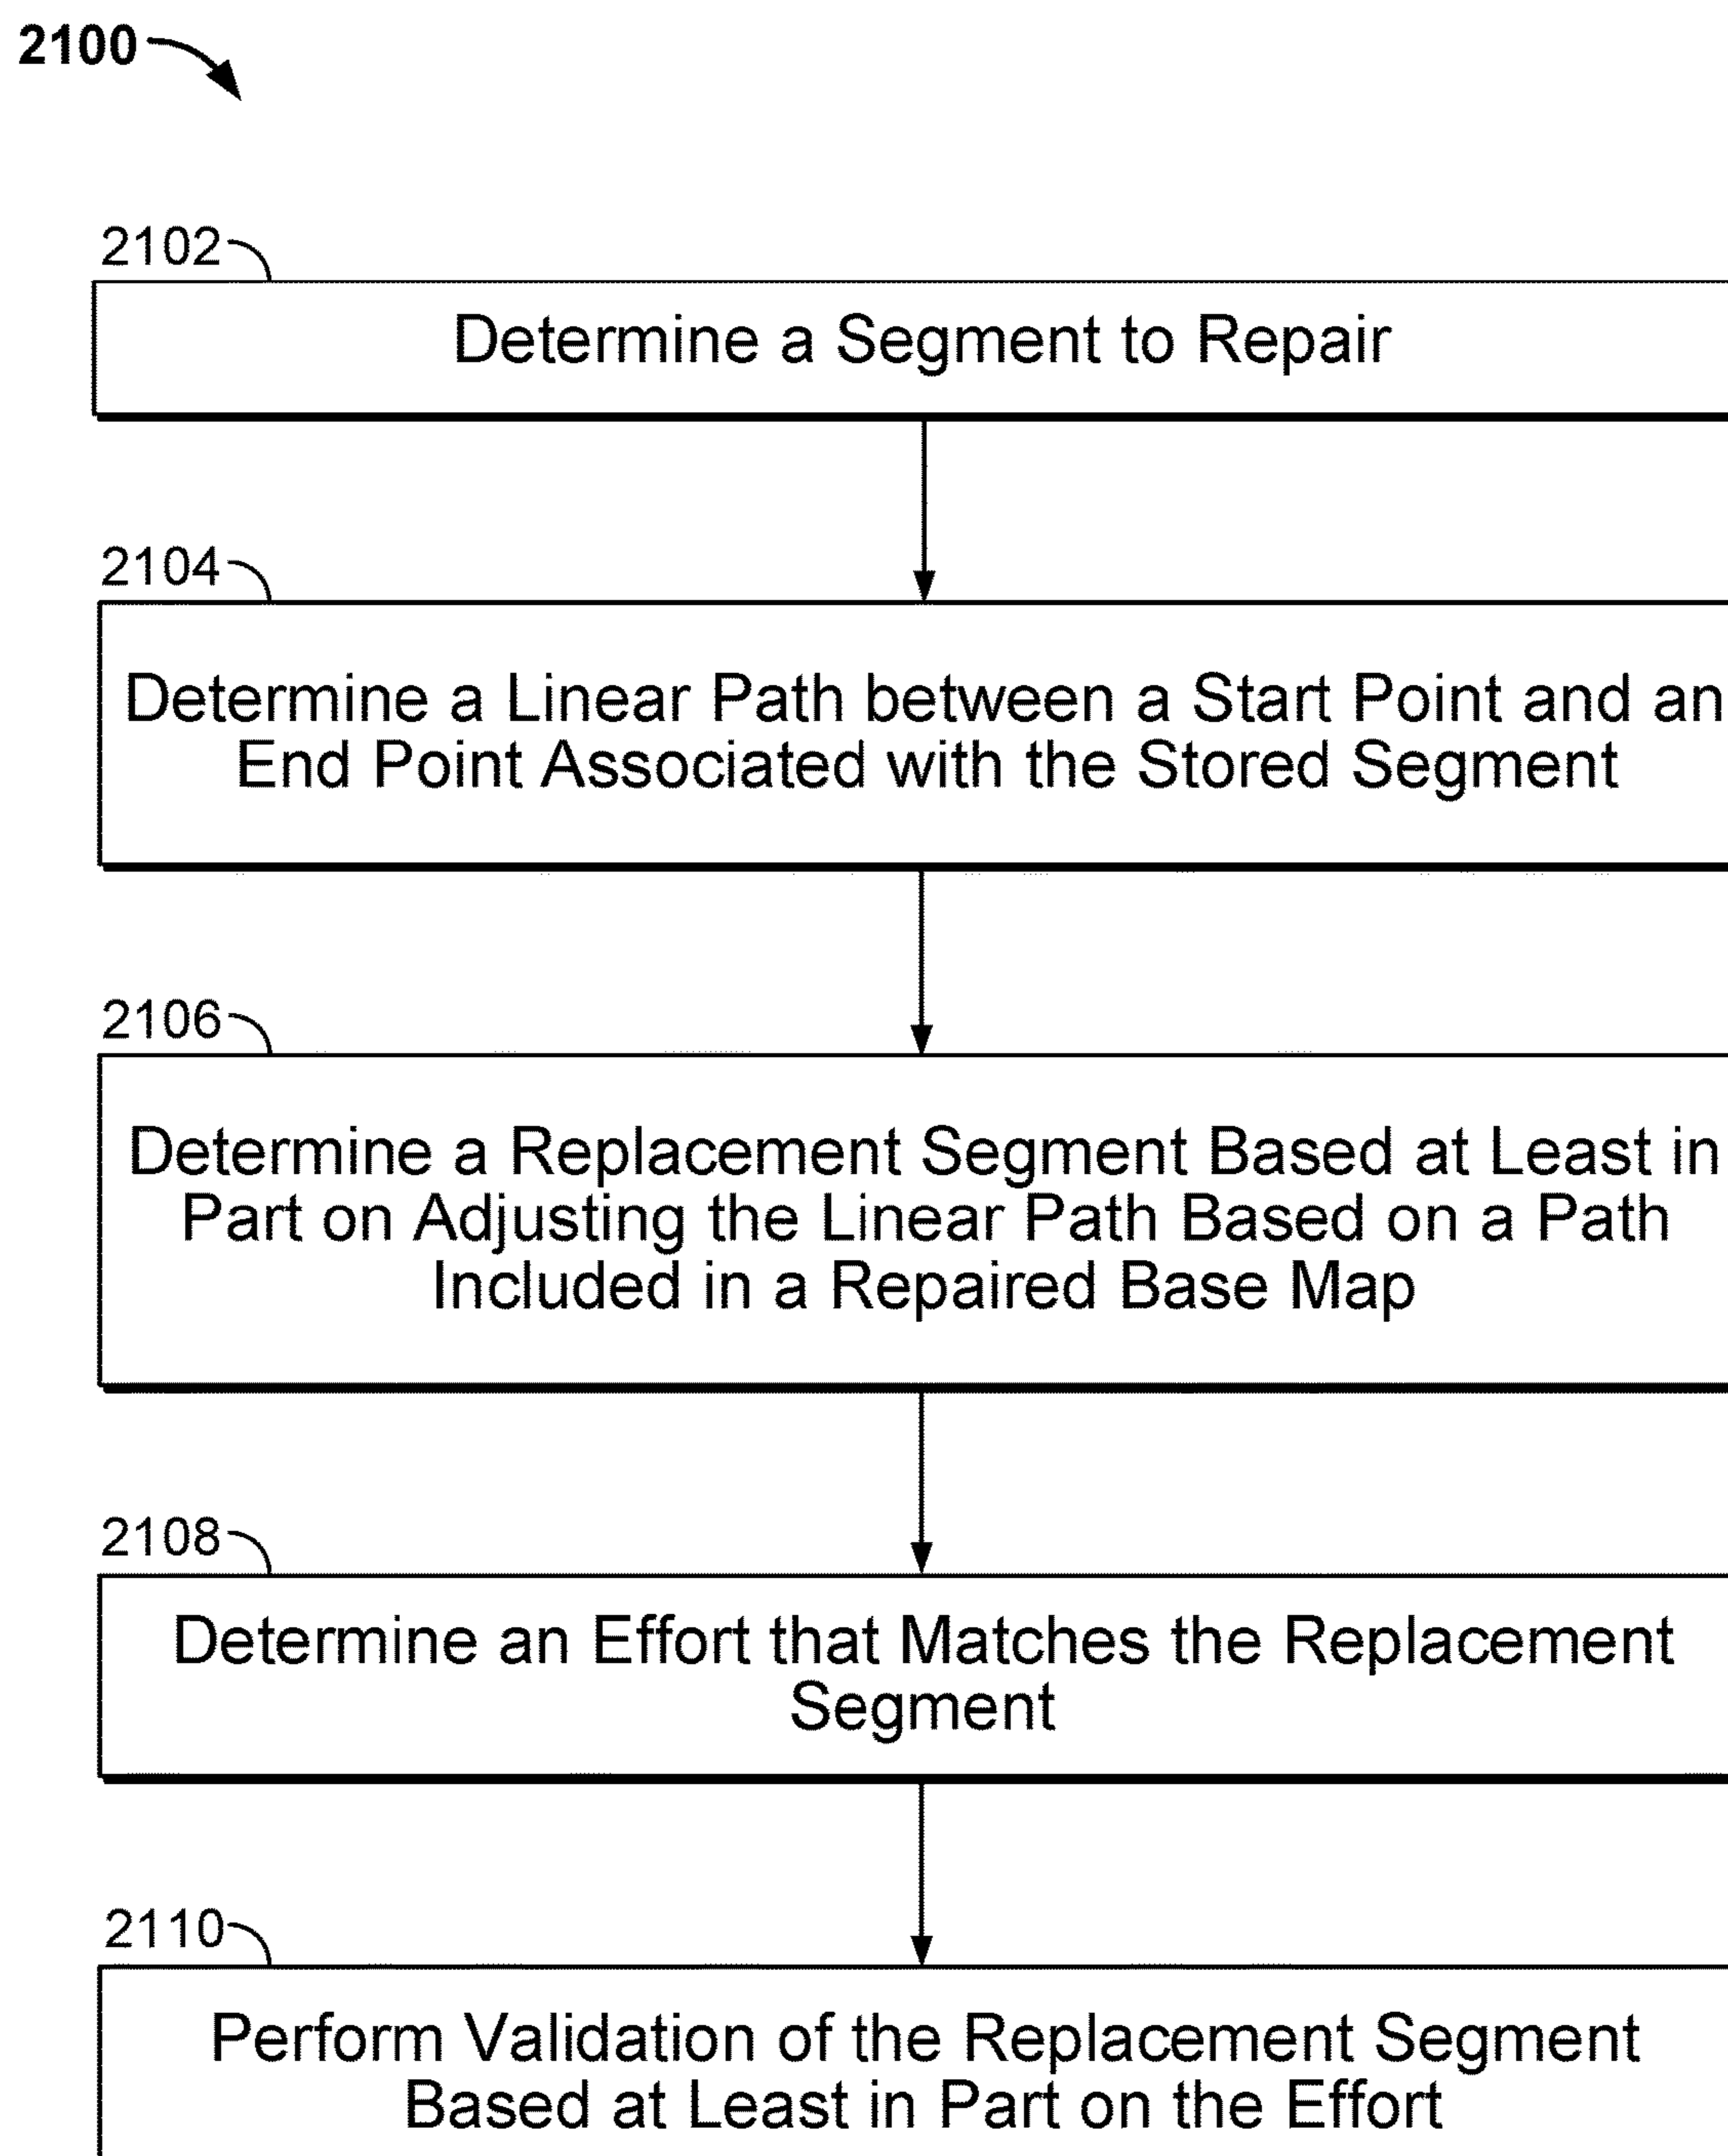 2100
2102
Determine a Segment to Repair
2104
Determine a Linear Path between a Start Point and an
End Point Associated with the Stored Segment
2106
Determine a Replacement Segment Based at Least in
Part on Adjusting the Linear Path Based on a Path
Included in a Repaired Base Map
2108
Determine an Effort that Matches the Replacement
Segment
2110
Perform Validation of the Replacement Segment
Based at Least in Part on the Effort